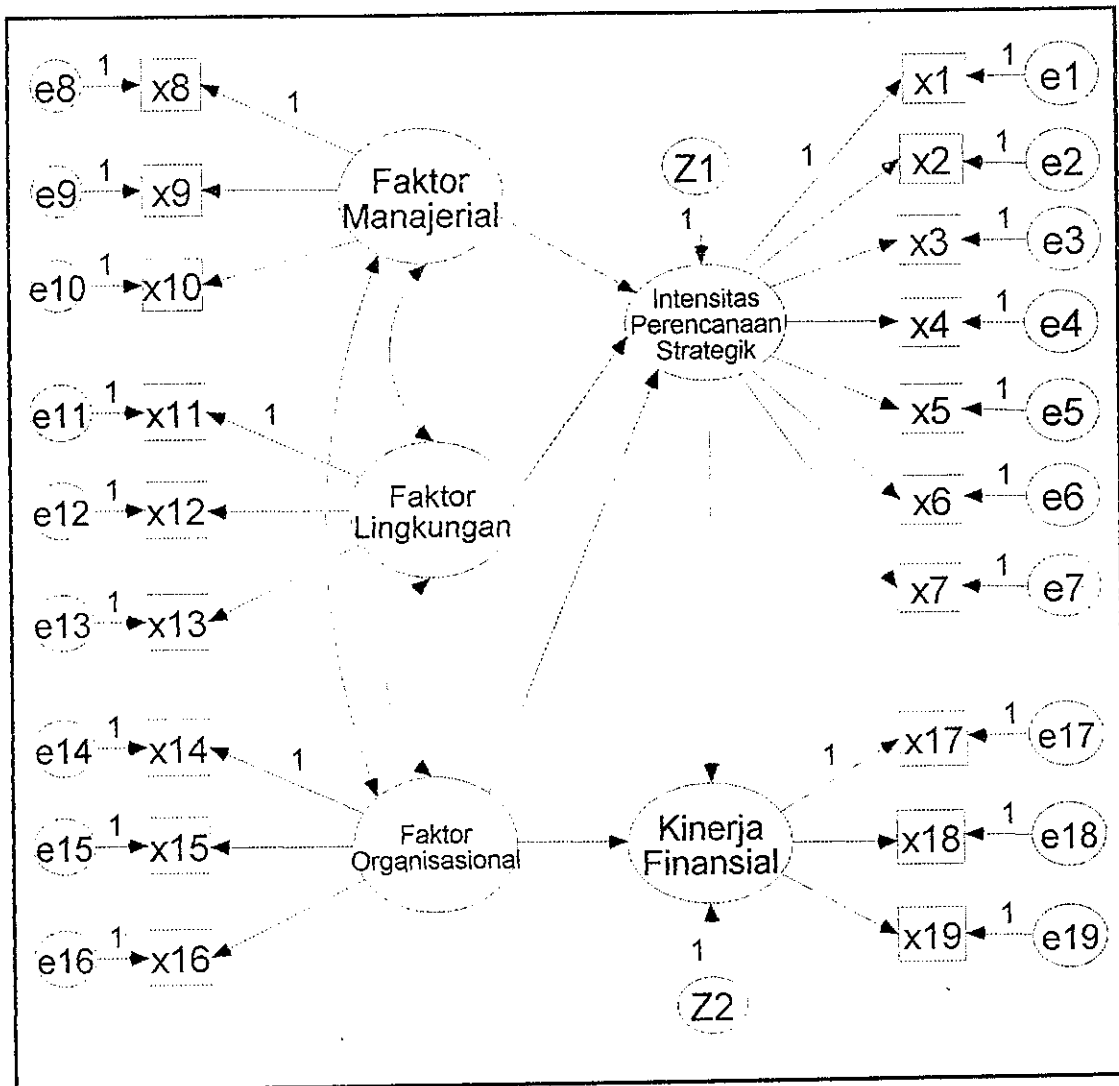 e8 1 x8 1
e9 1 x9
e10 1 x10
Faktor
Manajerial
e11 1 x11 1
e12 1 x12
e13 1 x13
Faktor
Lingkungan
e14 1 x14 1
e15 1 x15
e16 1 x16
Faktor
Organisasional
Z1
1
Intensitas
Perencanaan
Strategik
1 x1 1 e1
x2 1 e2
x3 1 e3
x4 1 e4
x5 1 e5
x6 1 e6
x7 1 e7
Kinerja
Finansial
1
Z2
1 x17 1 e17
x18 1 e18
x19 1 e19